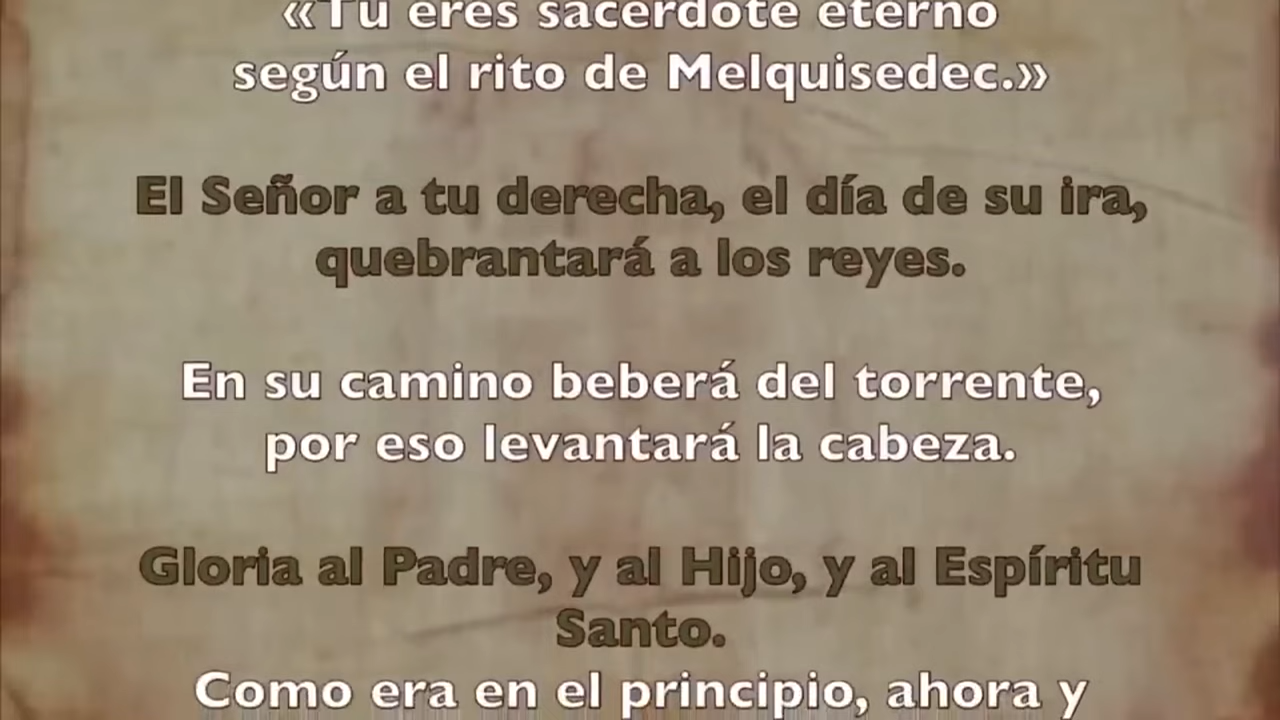 «Tú eres sacerdote eterno
según el rito de Melquisedec.»
El Señor a tu derecha, el día de su ira,
quebrantará a los reyes.
En su camino beberá del torrente,
por eso levantará la cabeza.
Gloria al Padre, y al Hijo, y al Espíritu
Santo.
Como era en el principio, ahora y